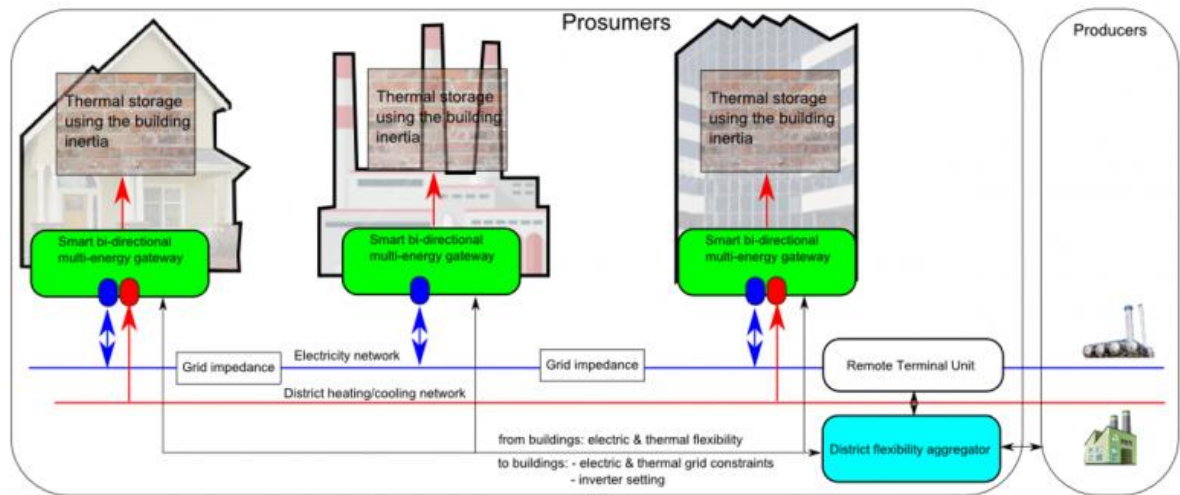 Prosumers
Producers
Thermal storage
using the building
inertia
Thermal storage
using the building
inertia
Thermal storage
using the building
inertia
Smart bi-directional
multi-energy gateway
Smart bi-directional
multi-energy gateway
Smart bi-directional
multi-energy gateway
Grid impedance
Electricity network
Grid impedance
Remote Terminal Unit
District heating/cooling network
from buildings: electric & thermal flexibility
to buildings: - electric & thermal grid constraints
- inverter setting
District flexibility aggregator